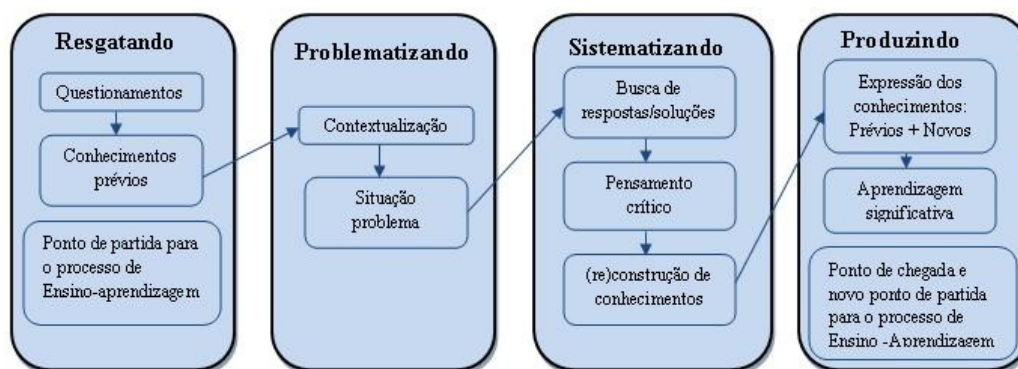 Resgatando
Questionamentos
Conhecimentos
prévios
Ponto de partida para
o processo de
Ensino-aprendizagem
Problematizando
Contextualização
Situação
problema
Sistematizando
Busca de
respostas/soluções
Pensamento
crítico
(re)construção de
conhecimentos
Produzindo
Expressão dos
conhecimentos:
Prévios + Novos
Aprendizagem
significativa
Ponto de chegada e
novo ponto de partida
para o processo de
Ensino -Aprendizagem